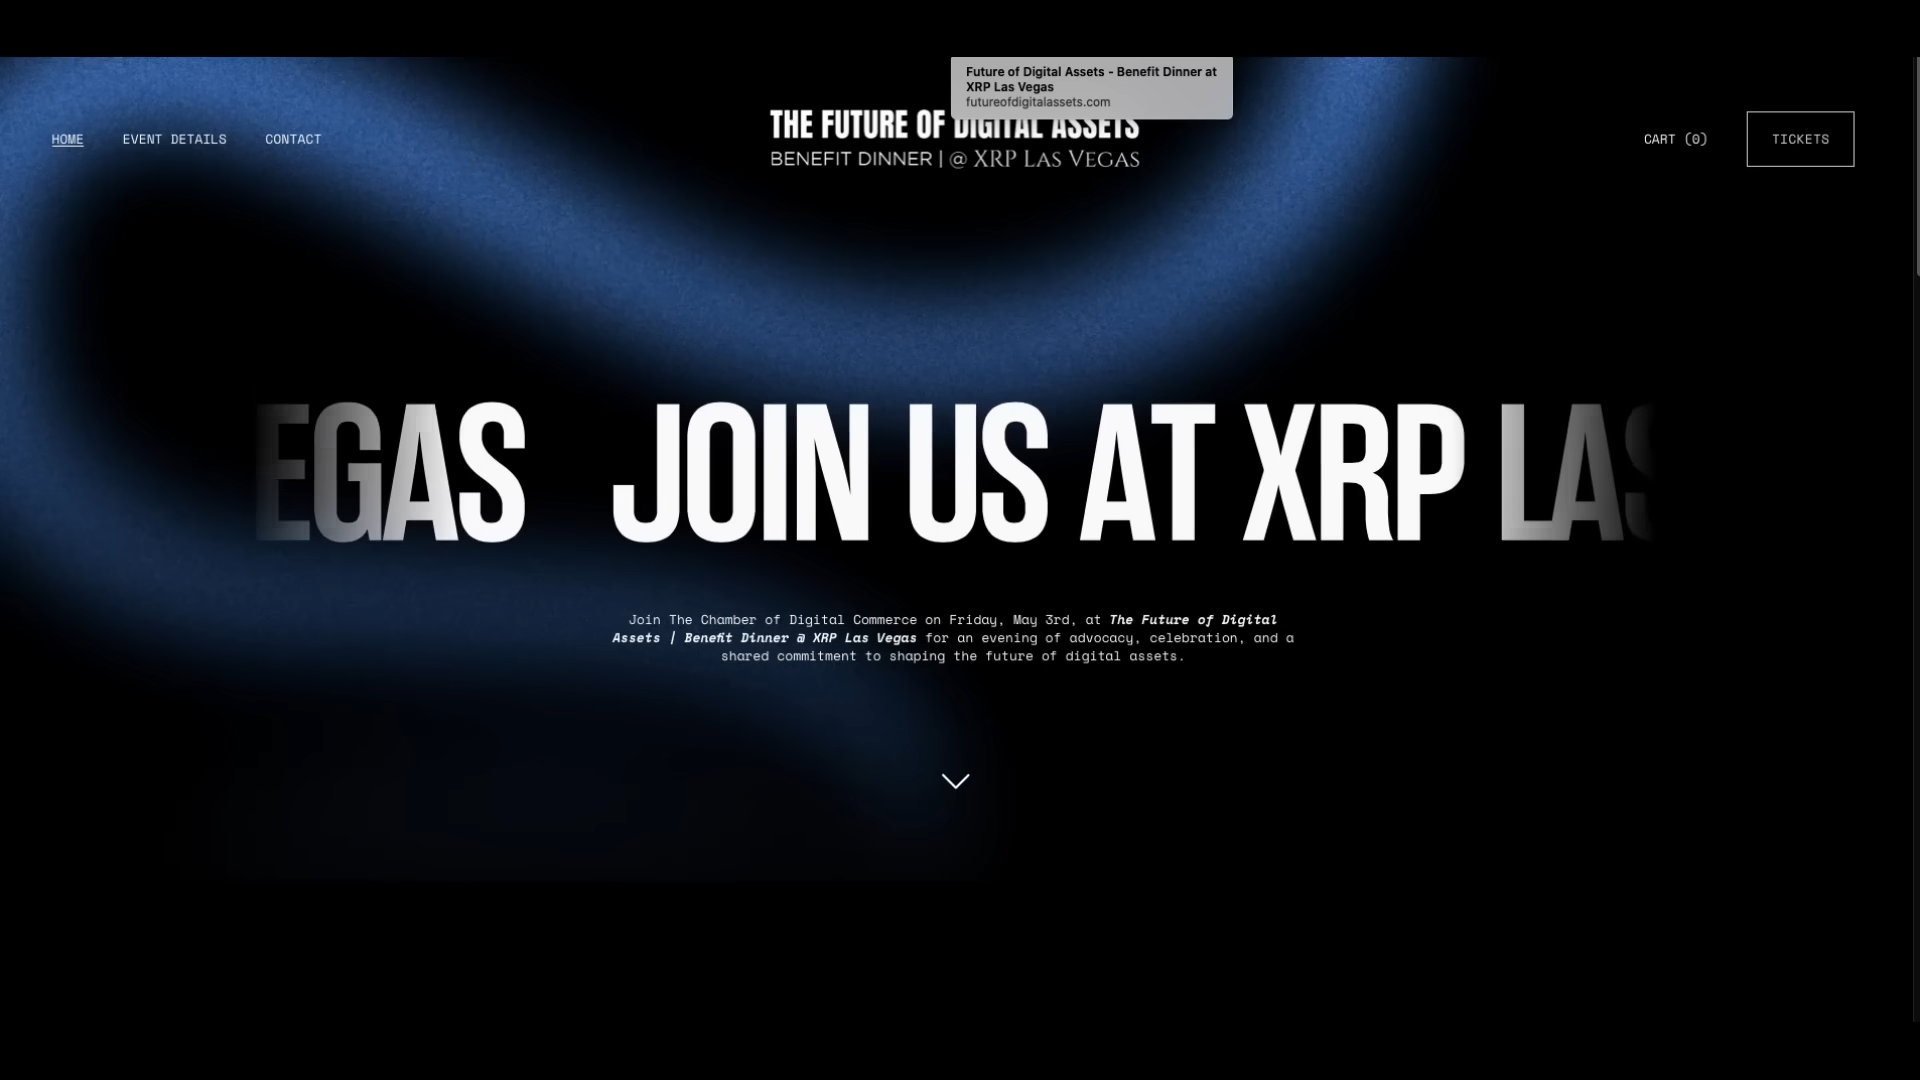 Future of Digital Assets - Benefit Dinner at
XRP Las Vegas
futureofdigitalassets.com
HOME EVENT DETAILS CONTACT
THE FUTURE OF DIGITAL ASSETS
BENEFIT DINNER | @ XRP LAS VEGAS
CART (0) TICKETS
EGAS JOIN US AT XRP LAS
Join The Chamber of Digital Commerce on Friday, May 3rd, at The Future of Digital
Assets | Benefit Dinner @ XRP Las Vegas for an evening of advocacy, celebration, and a
shared commitment to shaping the future of digital assets.